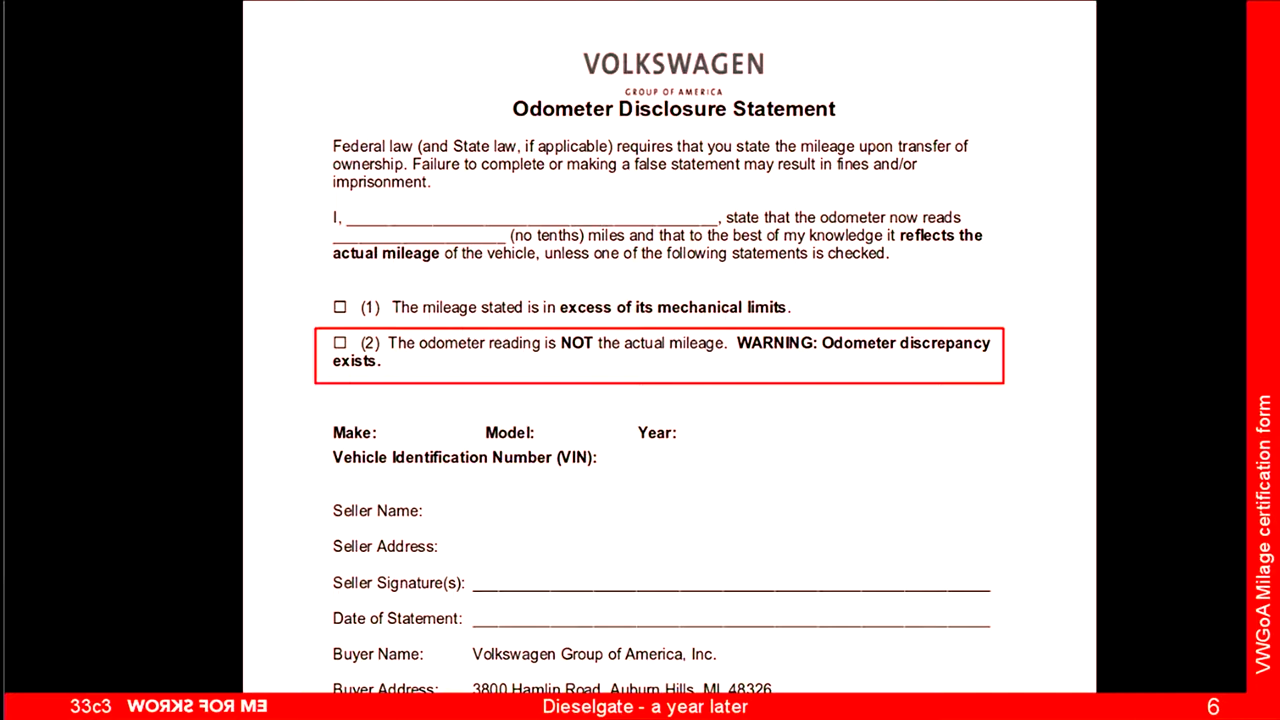 VOLKSWAGEN
GROUP OF AMERICA
Odometer Disclosure Statement
Federal law (and State law, if applicable) requires that you state the mileage upon transfer of
ownership. Failure to complete or making a false statement may result in fines and/or
imprisonment.
I, ____________________________________________, state that the odometer now reads
____________________ (no tenths) miles and that to the best of my knowledge it reflects the
actual mileage of the vehicle, unless one of the following statements is checked.
☐ (1) The mileage stated is in excess of its mechanical limits.
☐ (2) The odometer reading is NOT the actual mileage. WARNING: Odometer discrepancy
exists.
Make: Model: Year:
Vehicle Identification Number (VIN):
Seller Name:
Seller Address:
Seller Signature(s): ____________________________________________
Date of Statement: ____________________________________________
Buyer Name: Volkswagen Group of America, Inc.
Buyer Address: 3800 Hamlin Road, Auburn Hills, MI 48326
VWGoA Milage certification form
33c3 WORKS FOR ME Dieselgate - a year later 6